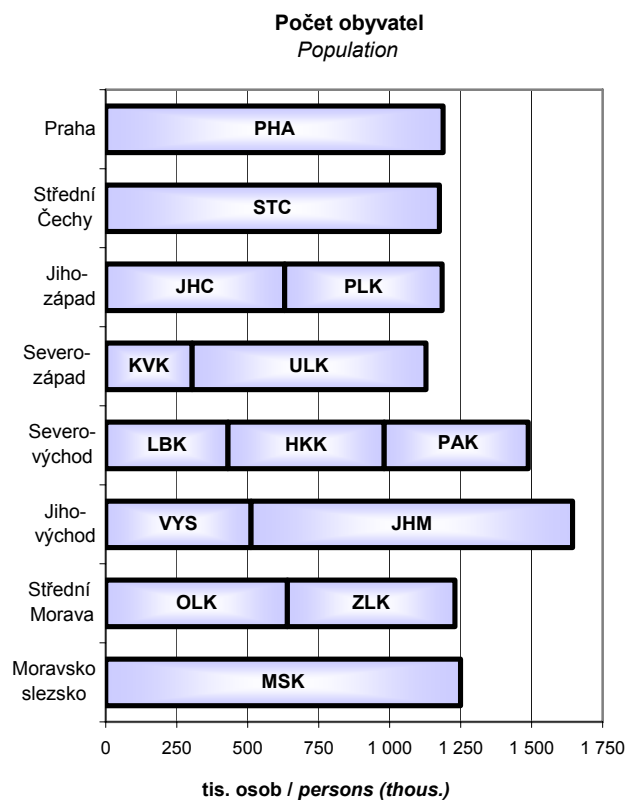 Počet obyvatel
Population
Praha
PHA
Střední
Čechy
STC
Jiho-
západ
JHC
PLK
Severo-
západ
KVK
ULK
Severo-
východ
LBK
HKK
PAK
Jiho-
východ
VYS
JHM
Střední
Morava
OLK
ZLK
Moravsko
slezsko
MSK
0 250 500 750 1 000 1 250 1 500 1 750
tis. osob / persons (thous.)